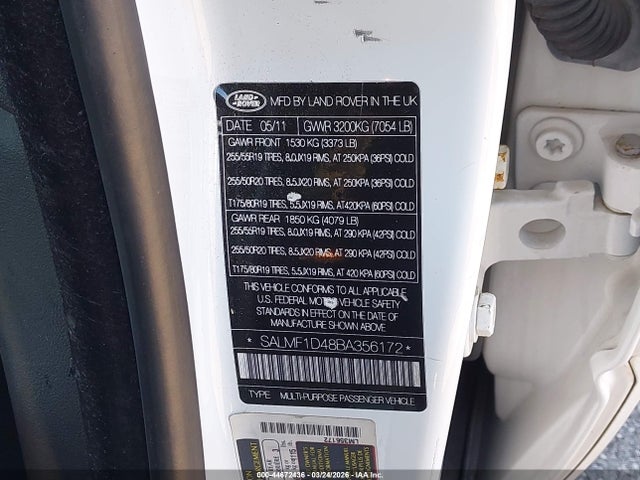 LAND ROVER MFD BY LAND ROVER IN THE UK
DATE 05/11 GVWR 3200KG (7054 LB)
GAWR FRONT 1530 KG (3373 LB)
255/55R19 TIRES, 8.0JX19 RIMS, AT 250KPA (36PSI) COLD
255/50R20 TIRES, 8.5JX20 RIMS, AT 250KPA (36PSI) COLD
T175/80R19 TIRES, 5.5JX19 RIMS, AT420KPA (60PSI) COLD
GAWR REAR 1850 KG (4079 LB)
255/55R19 TIRES, 8.0JX19 RIMS, AT 290 KPA (42PSI) COLD
255/50R20 TIRES, 8.5JX20 RIMS, AT 290 KPA (42PSI) COLD
T175/80R19 TIRES, 5.5JX19 RIMS, AT 420 KPA (60PSI) COLD
THIS VEHICLE CONFORMS TO ALL APPLICABLE
U.S. FEDERAL MOTOR VEHICLE SAFETY
STANDARDS IN EFFECT ON THE DATE OF
MANUFACTURE SHOWN ABOVE
* SALMF1D48BA356172 *
TYPE MULTI-PURPOSE PASSENGER VEHICLE
LM356172
000-44672436 - 03/24/2026 - IAAI.COM